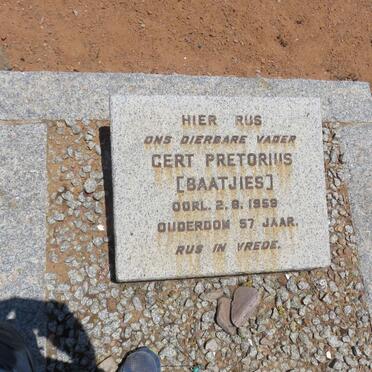 HIER RUS
ONS DIERBARE VADER
GERT PRETORIUS
[BAATJIES]
OORL. 2.8.1959
OUDERDOM 57 JAAR.
RUS IN VREDE.